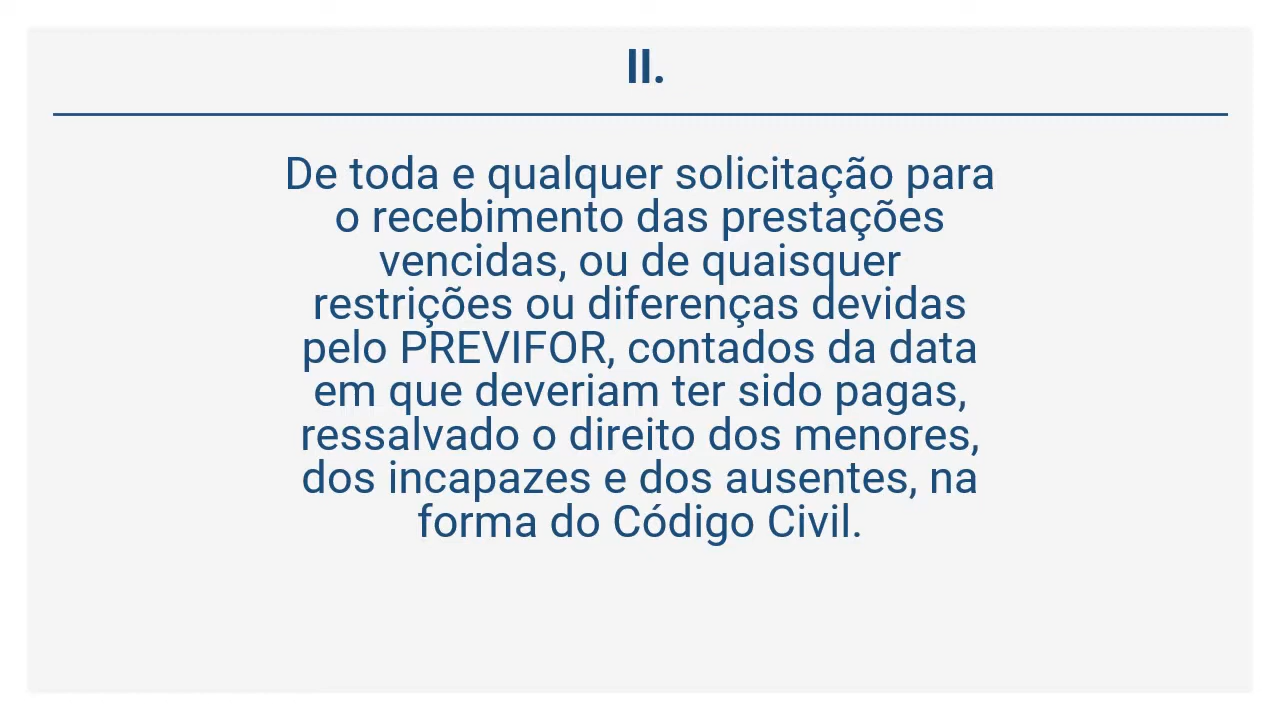 II.
De toda e qualquer solicitação para
o recebimento das prestações
vencidas, ou de quaisquer
restrições ou diferenças devidas
pelo PREVIFOR, contados da data
em que deveriam ter sido pagas,
ressalvado o direito dos menores,
dos incapazes e dos ausentes, na
forma do Código Civil.